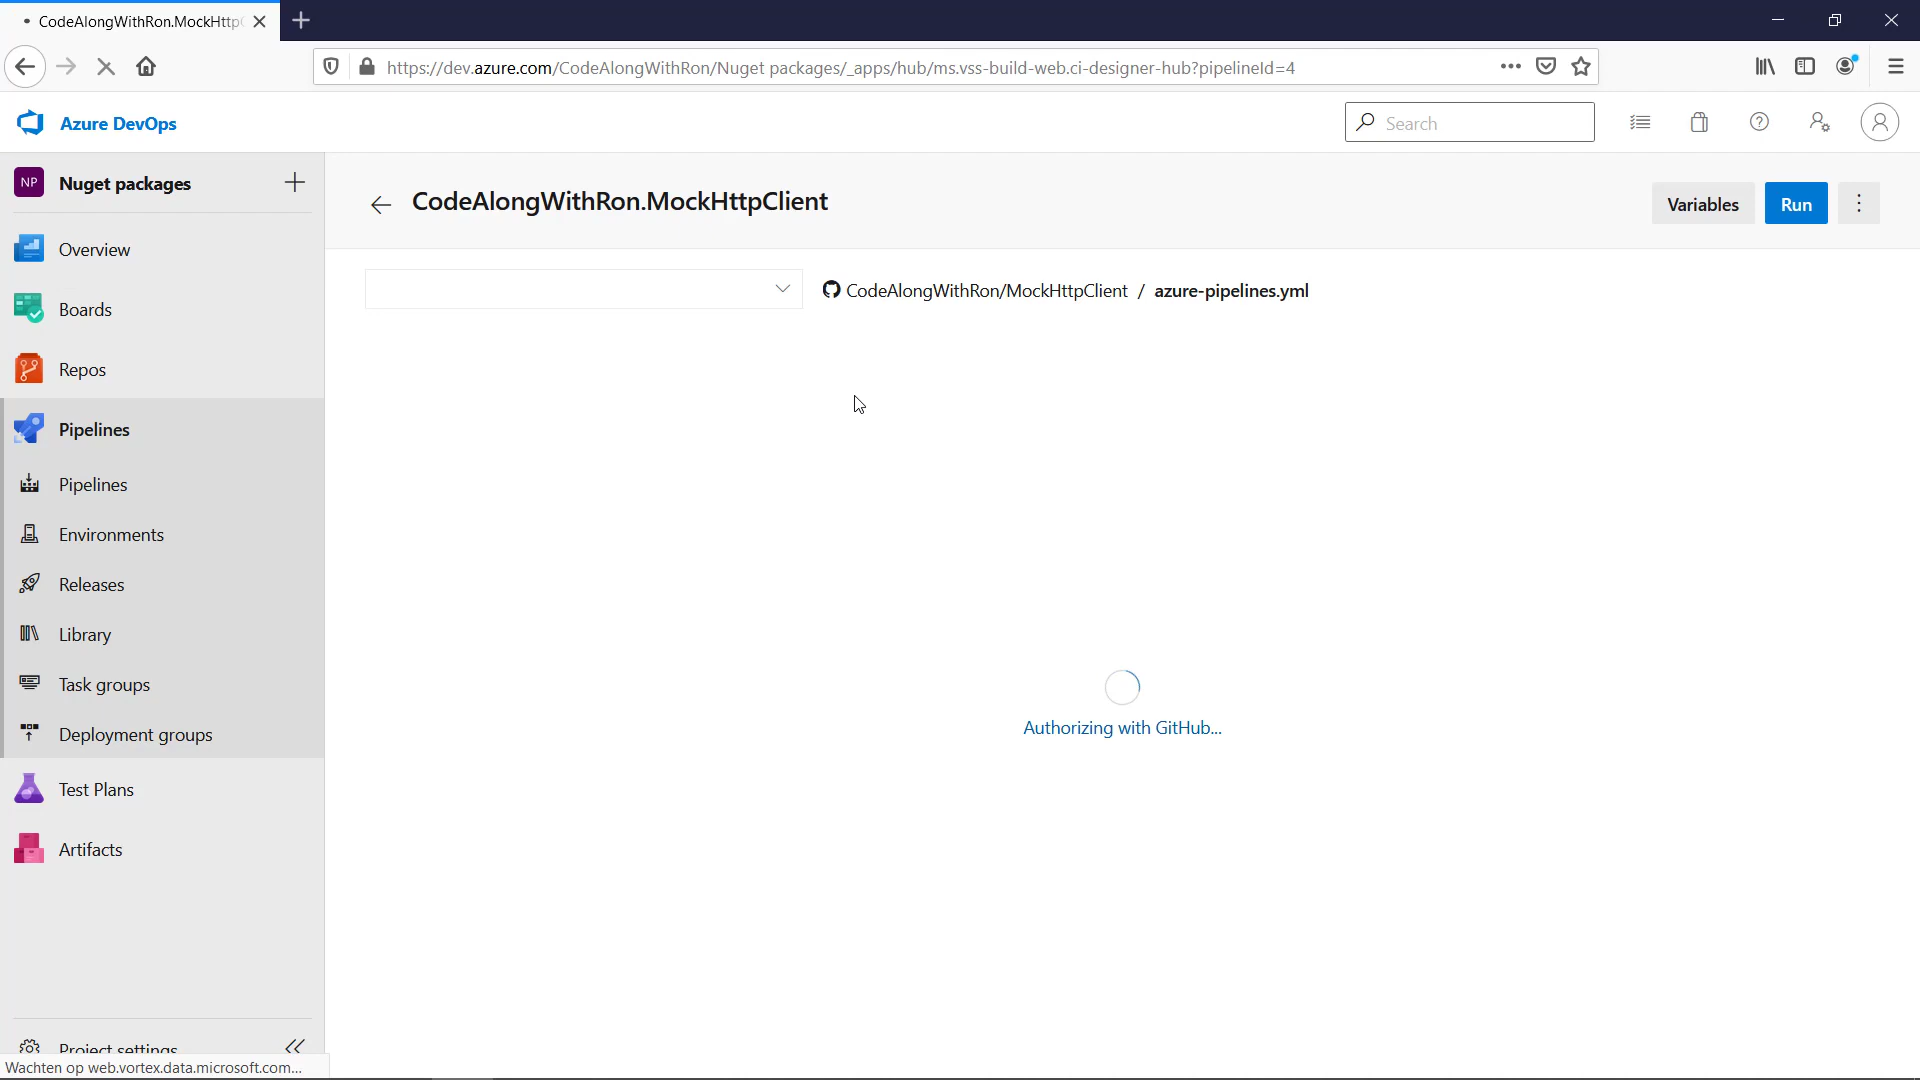 CodeAlongWithRon.MockHttp
https://dev.azure.com/CodeAlongWithRon/Nuget packages/_apps/hub/ms.vss-build-web.ci-designer-hub?pipelineId=4
Azure DevOps
Search
NP
Nuget packages
CodeAlongWithRon.MockHttpClient
Variables
Run
Overview
CodeAlongWithRon/MockHttpClient / azure-pipelines.yml
Boards
Repos
Pipelines
Pipelines
Environments
Releases
Library
Task groups
Authorizing with GitHub...
Deployment groups
Test Plans
Artifacts
Project settings
Wachten op web.vortex.data.microsoft.com...